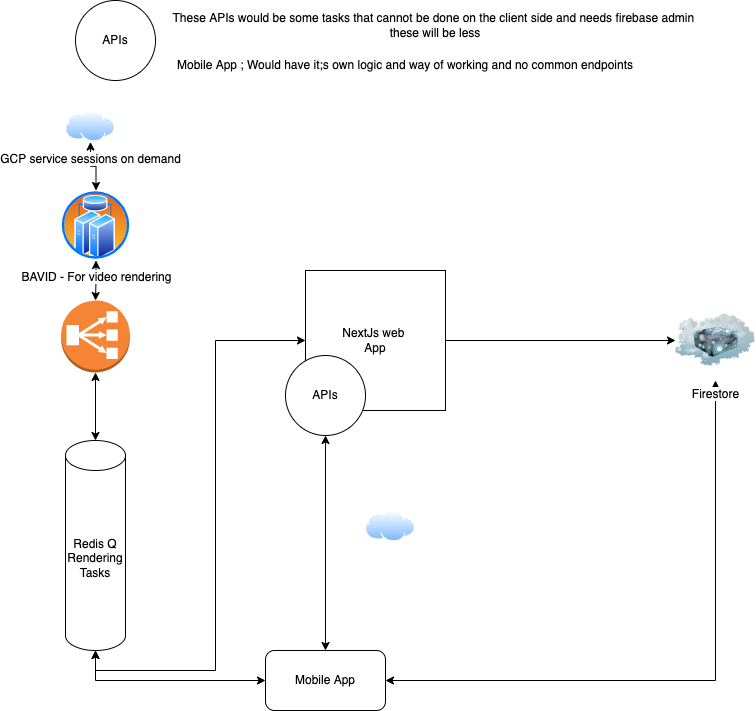 APIs
These APIs would be some tasks that cannot be done on the client side and needs firebase admin
these will be less
Mobile App ; Would have it;s own logic and way of working and no common endpoints
GCP service sessions on demand
BAVID - For video rendering
NextJs web
App
APIs
Firestore
Redis Q
Rendering
Tasks
Mobile App